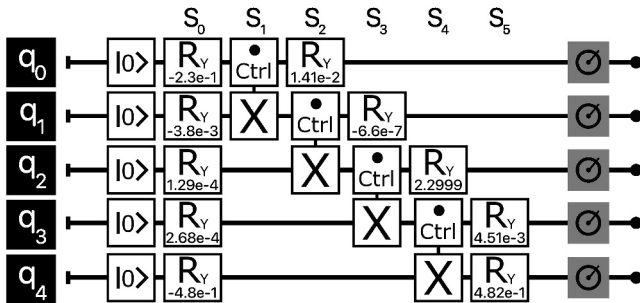 S0 S1 S2 S3 S4 S5
q0 |0> RY -2.3e-1 Ctrl RY 1.41e-2
q1 |0> RY -3.8e-3 X Ctrl RY -6.6e-7
q2 |0> RY 1.29e-4 X Ctrl RY 2.2999
q3 |0> RY 2.68e-4 X Ctrl RY 4.51e-3
q4 |0> RY -4.8e-1 X RY 4.82e-1